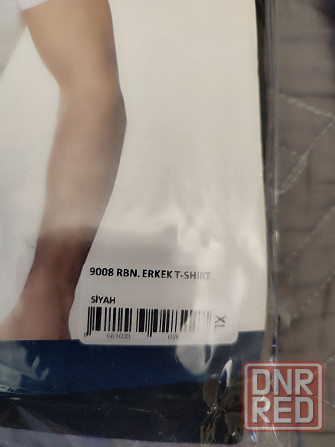 9008 RBN. ERKEK T-SHIRT
SİYAH
XL
DNR
RED